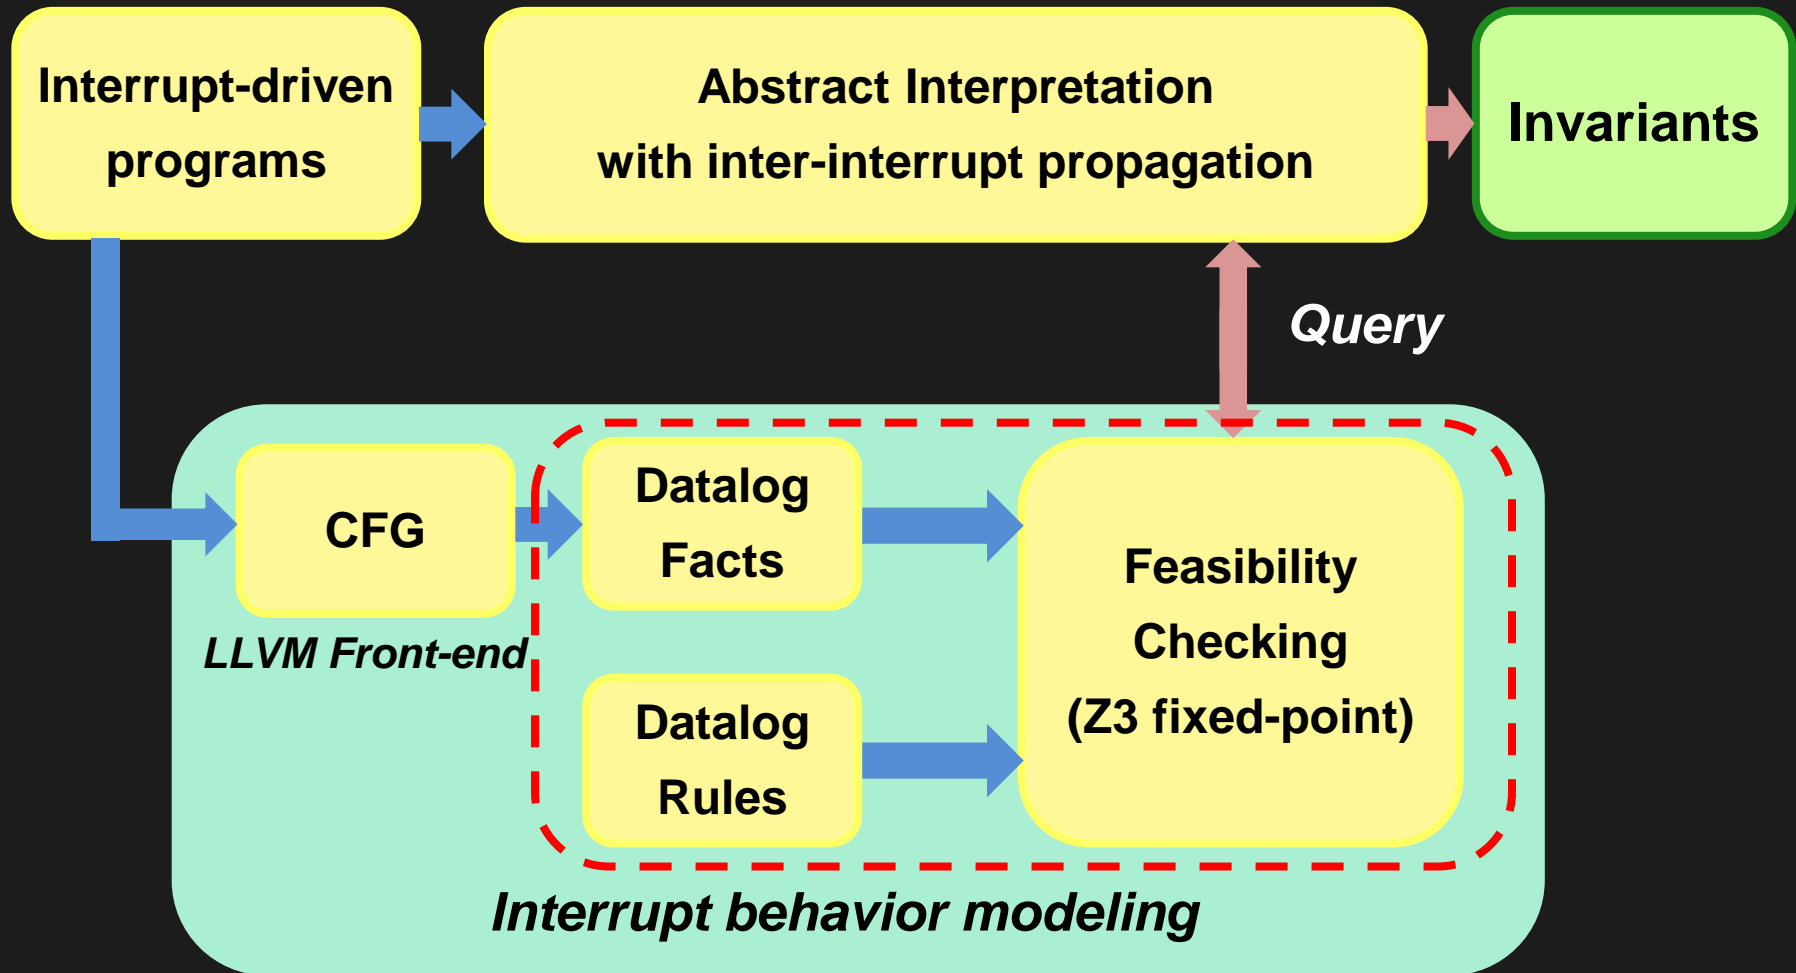 Interrupt-driven
programs
Abstract Interpretation
with inter-interrupt propagation
Invariants
Query
CFG
LLVM Front-end
Datalog
Facts
Datalog
Rules
Feasibility
Checking
(Z3 fixed-point)
Interrupt behavior modeling